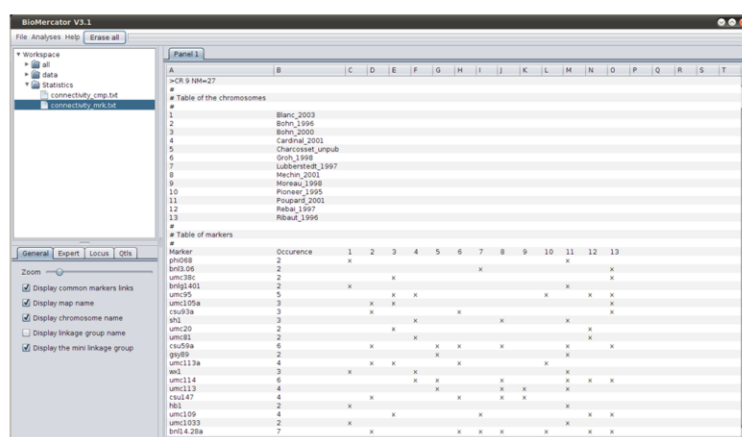 BioMercator V3.1
File Analyses Help Erase all
Workspace
all
data
Statistics
connectivity_cmp.txt
connectivity_mrk.txt
General Expert Locus Qtls
Zoom
Display common markers links
Display map name
Display chromosome name
Display linkage group name
Display the mini linkage group
Panel 1
A B C D E F G H I J K L M N O P Q R S T
>CR 9 NM=27
#
# Table of the chromosomes
#
1 Blanc_2003
2 Bohn_1996
3 Bohn_2000
4 Cardinal_2001
5 Charcosset_unpub
6 Groh_1998
7 Lubberstedt_1997
8 Mechin_2001
9 Moreau_1998
10 Pioneer_1995
11 Poupard_2001
12 Rebai_1997
13 Ribaut_1996
#
# Table of markers
#
Marker Occurence 1 2 3 4 5 6 7 8 9 10 11 12 13
phi068 2 x x
bnl3.06 2 x x
umc38c 2 x x
bnlg1401 2 x x
umc95 5 x x x x x
umc105a 3 x x x
csu93a 3 x x x
sh1 3 x x x
umc20 2 x x
umc81 2 x x
csu59a 6 x x x x x x
gsy89 2 x x
umc113a 4 x x x x
wx1 3 x x x
umc114 6 x x x x x x
umc113 4 x x x x
csu147 4 x x x x
hb1 2 x x
umc109 4 x x x x
umc1033 2 x x
bnl14.28a 7 x x x x x x x